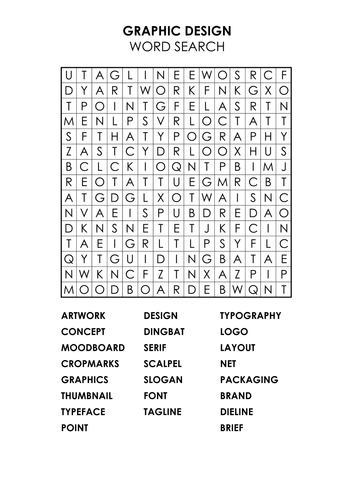 GRAPHIC DESIGN
WORD SEARCH
U T A G L I N E E W O S R C F
D Y A R T W O R K F N K G X O
T P O I N T G F E L A S R T N
M E N L P S V R L O C T A T T
S F T H A T Y P O G R A P H Y
Z A S T C Y D R L O O X H U S
B C L C K I O Q N T P B I M J
R E O T A T T U E G M R C B T
A T G D G L X O T W A I S N C
N V A E I S P U B D R E D A O
D K N S N E T E T J K F C I N
T A E I G R L T L P S Y F L C
Q Y T G U I D I N G B A T A E
N W K N C F Z T N X A Z P I P
M O O D B O A R D E B W Q N T
ARTWORK DESIGN TYPOGRAPHY
CONCEPT DINGBAT LOGO
MOODBOARD SERIF LAYOUT
CROPMARKS SCALPEL NET
GRAPHICS SLOGAN PACKAGING
THUMBNAIL FONT BRAND
TYPEFACE TAGLINE DIELINE
POINT BRIEF